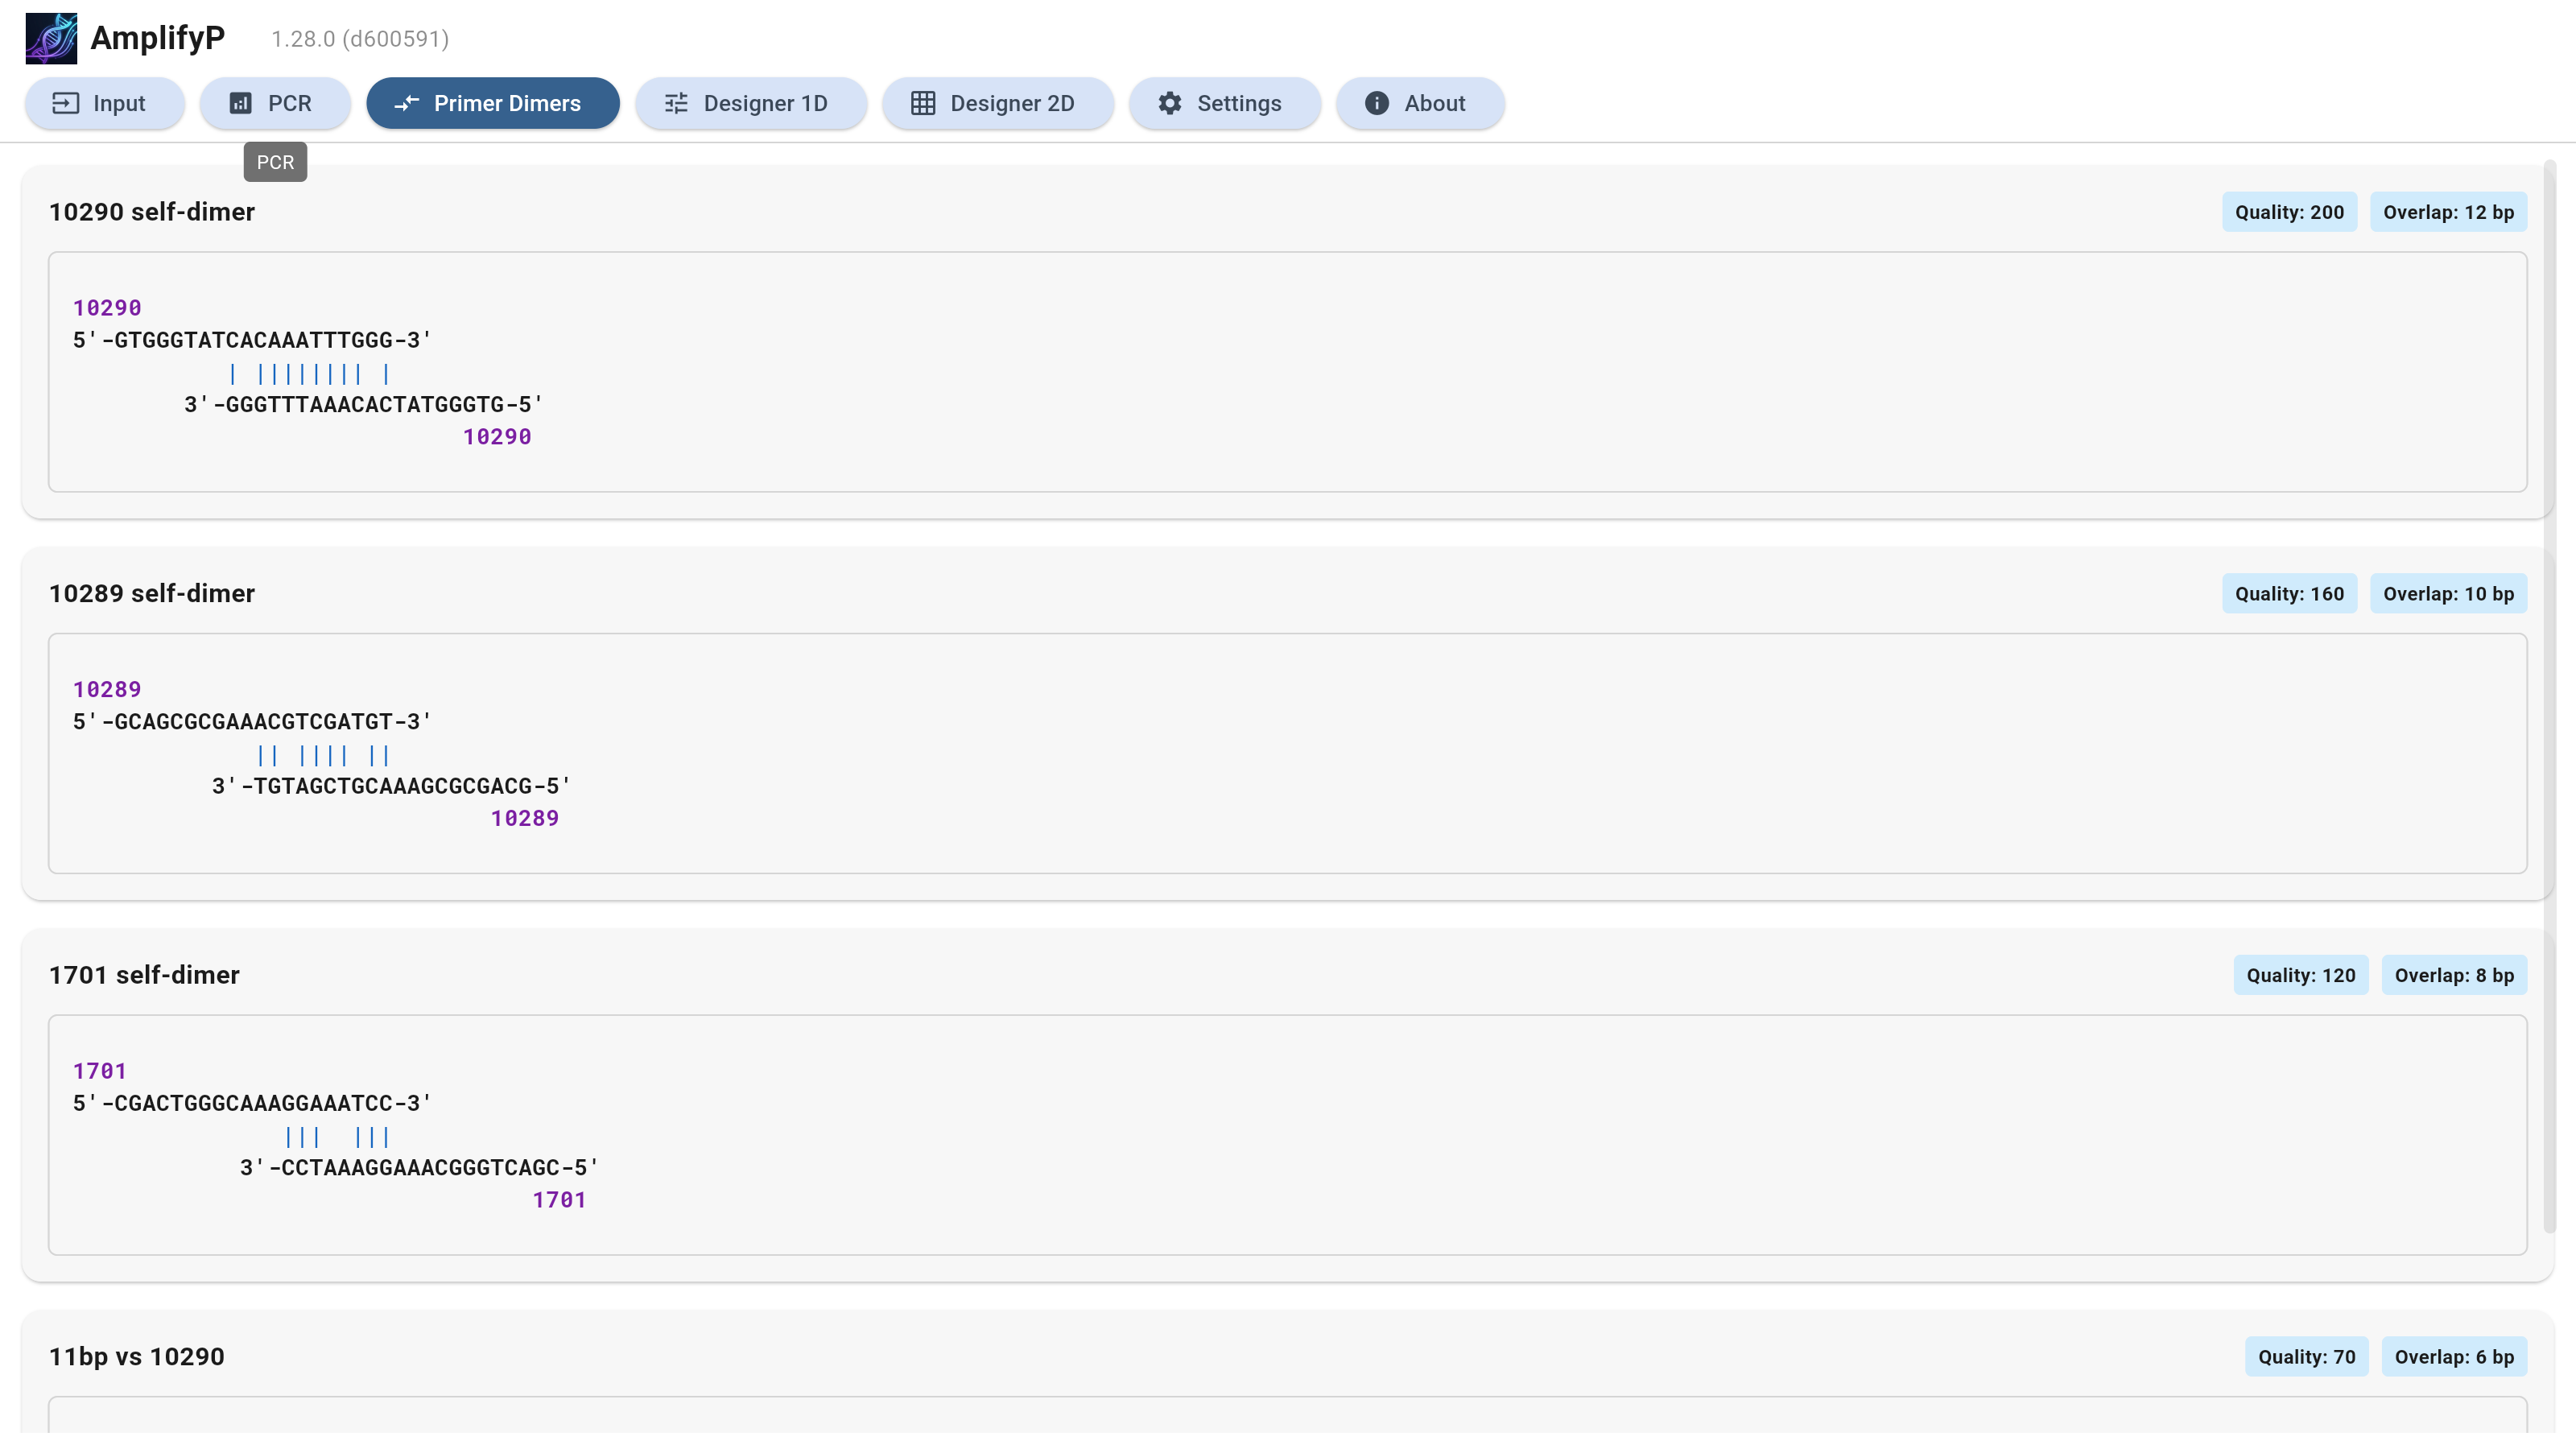 AmplifyP 1.28.0 (d600591)
Input PCR Primer Dimers Designer 1D Designer 2D Settings About
PCR
10290 self-dimer Quality: 200 Overlap: 12 bp
10290
5'-GTGGGTATCACAAATTTGGG-3'
| |||||||| |
3'-GGGTTTAAACACTATGGGTG-5'
10290
10289 self-dimer Quality: 160 Overlap: 10 bp
10289
5'-GCAGCGCGAAACGTCGATGT-3'
|| |||| ||
3'-TGTAGCTGCAAAGCGCGACG-5'
10289
1701 self-dimer Quality: 120 Overlap: 8 bp
1701
5'-CGACTGGGCAAAGGAAATCC-3'
|||  |||
3'-CCTAAAGGAAACGGGTCAGC-5'
1701
11bp vs 10290 Quality: 70 Overlap: 6 bp